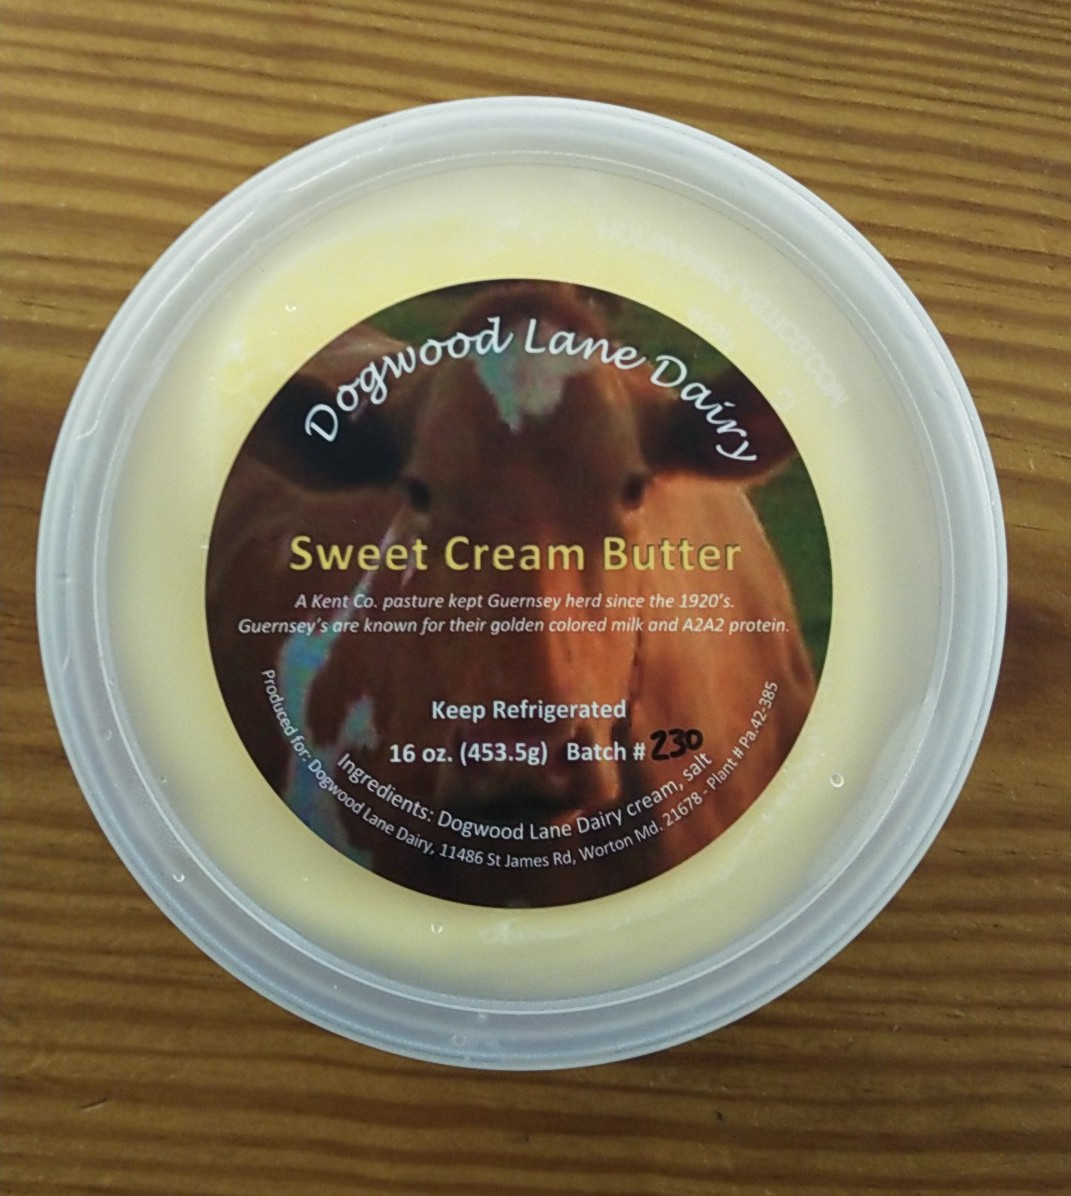 Dogwood Lane Dairy
Sweet Cream Butter
A Kent Co. pasture kept Guernsey herd since the 1920's.
Guernsey's are known for their golden colored milk and A2A2 protein.
Keep Refrigerated
16 oz. (453.5g) Batch # 230
Ingredients: Dogwood Lane Dairy cream, salt
Produced for: Dogwood Lane Dairy, 11486 St James Rd, Worton Md. 21678 - Plant # Pa.42-385